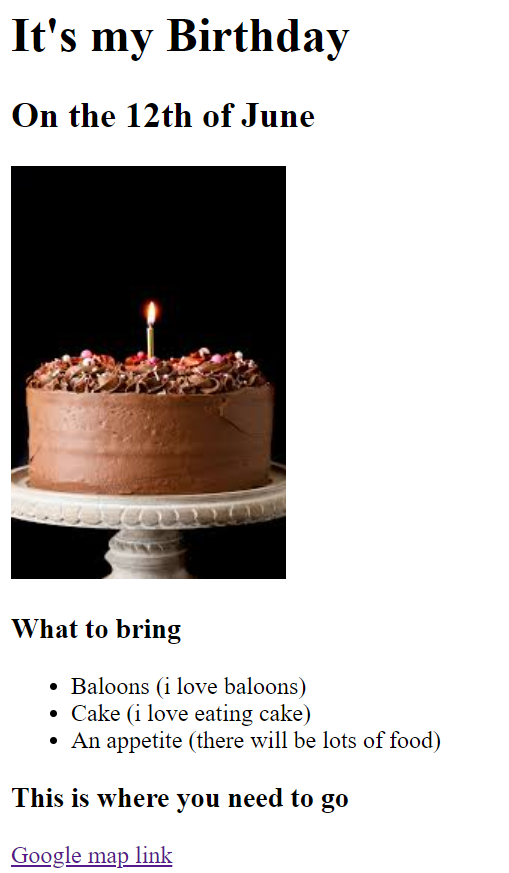 It's my Birthday
On the 12th of June
What to bring
• Baloons (i love baloons)
• Cake (i love eating cake)
• An appetite (there will be lots of food)
This is where you need to go
Google map link